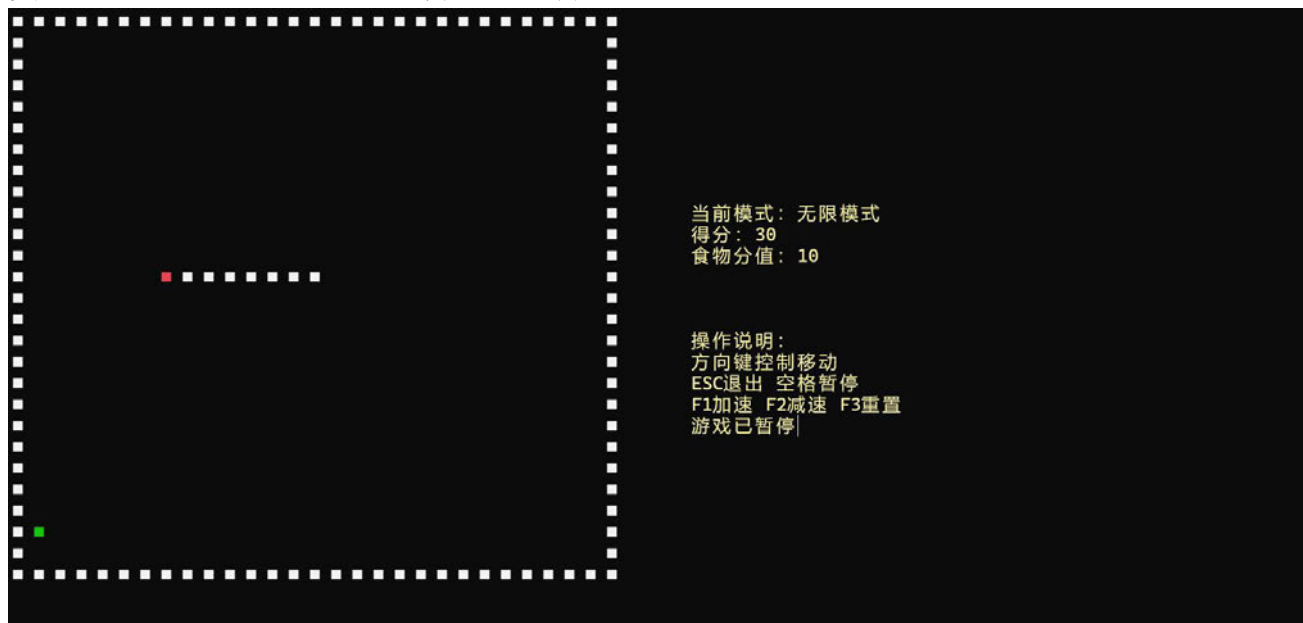 当前模式: 无限模式
得分: 30
食物分值: 10
操作说明:
方向键控制移动
ESC退出 空格暂停
F1加速 F2减速 F3重置
游戏已暂停